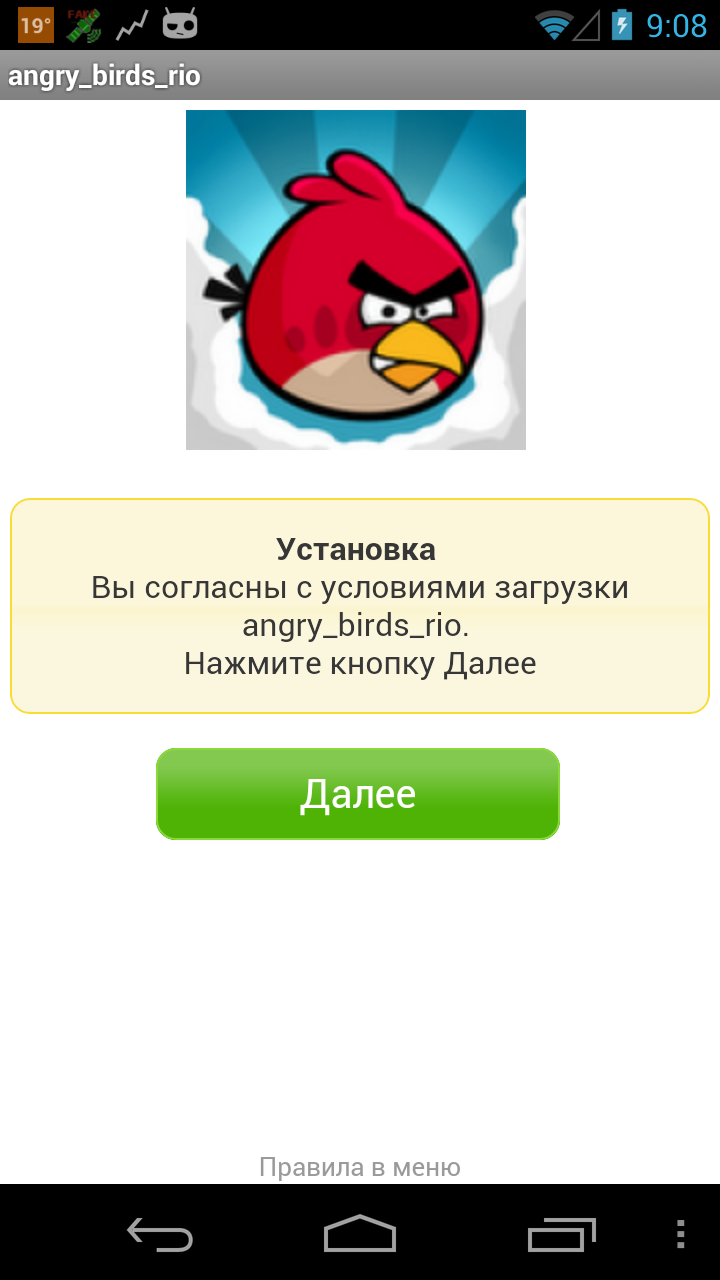 19°
FAKE
9:08
angry_birds_rio
Установка
Вы согласны с условиями загрузки
angry_birds_rio.
Нажмите кнопку Далее
Далее
Правила в меню